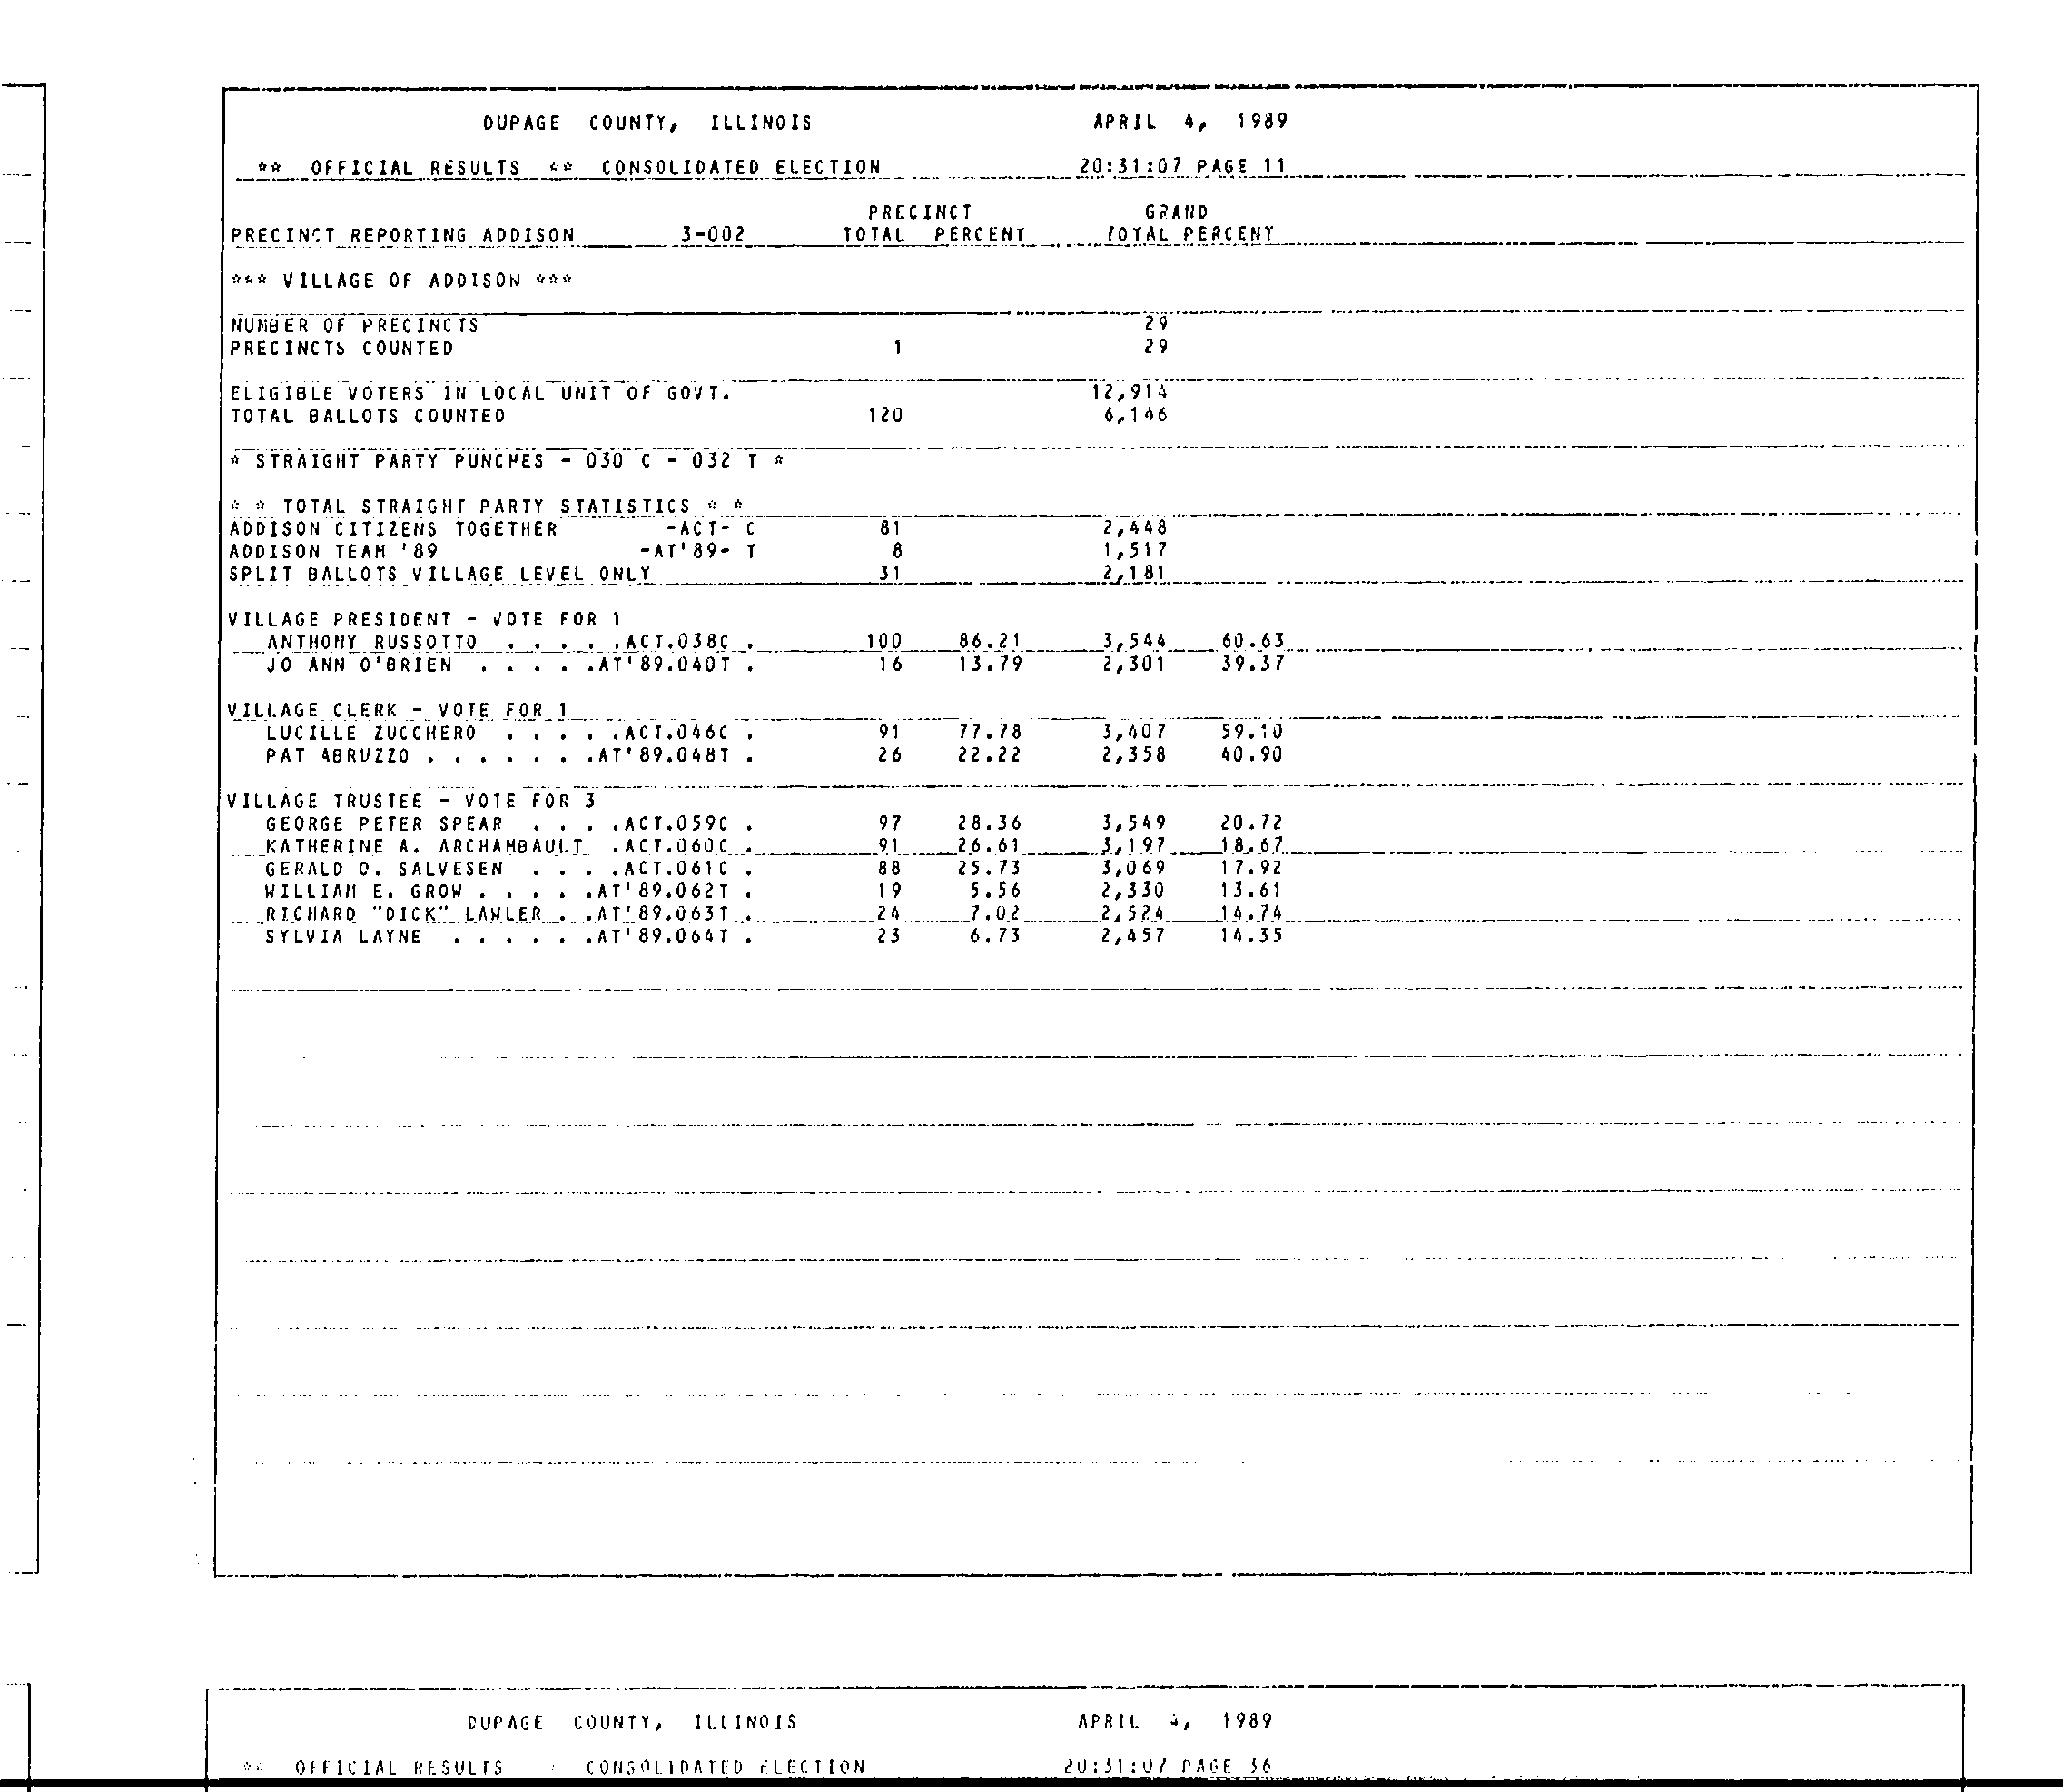 DUPAGE COUNTY, ILLINOIS APRIL 4, 1989
** OFFICIAL RESULTS ** CONSOLIDATED ELECTION 20:31:07 PAGE 11
PRECINCT GRAND
PRECINCT REPORTING ADDISON 3-002 TOTAL PERCENT TOTAL PERCENT
*** VILLAGE OF ADDISON ***
NUMBER OF PRECINCTS 29
PRECINCTS COUNTED 1 29
ELIGIBLE VOTERS IN LOCAL UNIT OF GOVT. 12,914
TOTAL BALLOTS COUNTED 120 6,146
* STRAIGHT PARTY PUNCHES - 030 C - 032 T *
* * TOTAL STRAIGHT PARTY STATISTICS * *
ADDISON CITIZENS TOGETHER -ACT- C 81 2,448
ADDISON TEAM '89 -AT'89- T 8 1,517
SPLIT BALLOTS VILLAGE LEVEL ONLY 31 2,181
VILLAGE PRESIDENT - VOTE FOR 1
ANTHONY RUSSOTTO . . . . .ACT.038C . 100 86.21 3,544 60.63
JO ANN O'BRIEN . . . . .AT'89.040T . 16 13.79 2,301 39.37
VILLAGE CLERK - VOTE FOR 1
LUCILLE ZUCCHERO . . . . .ACT.046C . 91 77.78 3,407 59.10
PAT ABRUZZO . . . . . . .AT'89.048T . 26 22.22 2,358 40.90
VILLAGE TRUSTEE - VOTE FOR 3
GEORGE PETER SPEAR . . . .ACT.059C . 97 28.36 3,549 20.72
KATHERINE A. ARCHAMBAULT .ACT.060C . 91 26.61 3,197 18.67
GERALD O. SALVESEN . . . .ACT.061C . 88 25.73 3,069 17.92
WILLIAM E. GROW . . . . .AT'89.062T . 19 5.56 2,330 13.61
RICHARD "DICK" LAWLER . .AT'89.063T . 24 7.02 2,524 14.74
SYLVIA LAYNE . . . . . .AT'89.064T . 23 6.73 2,457 14.35
DUPAGE COUNTY, ILLINOIS APRIL 4, 1989
** OFFICIAL RESULTS CONSOLIDATED ELECTION 20:31:07 PAGE 36